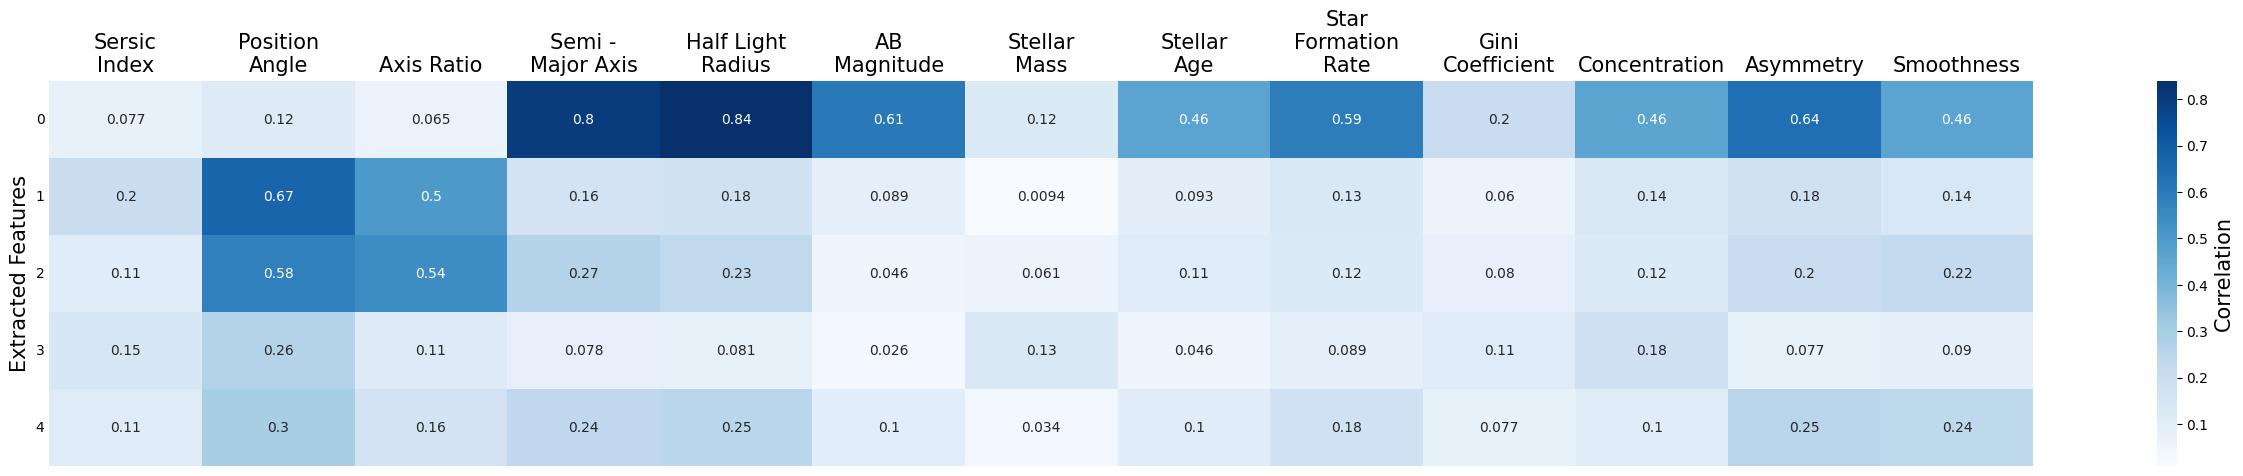 Sersic Index
Position Angle
Axis Ratio
Semi - Major Axis
Half Light Radius
AB Magnitude
Stellar Mass
Stellar Age
Star Formation Rate
Gini Coefficient
Concentration
Asymmetry
Smoothness
Extracted Features
0 0.077 0.12 0.065 0.8 0.84 0.61 0.12 0.46 0.59 0.2 0.46 0.64 0.46
1 0.2 0.67 0.5 0.16 0.18 0.089 0.0094 0.093 0.13 0.06 0.14 0.18 0.14
2 0.11 0.58 0.54 0.27 0.23 0.046 0.061 0.11 0.12 0.08 0.12 0.2 0.22
3 0.15 0.26 0.11 0.078 0.081 0.026 0.13 0.046 0.089 0.11 0.18 0.077 0.09
4 0.11 0.3 0.16 0.24 0.25 0.1 0.034 0.1 0.18 0.077 0.1 0.25 0.24
0.8
0.7
0.6
0.5
0.4
0.3
0.2
0.1
Correlation